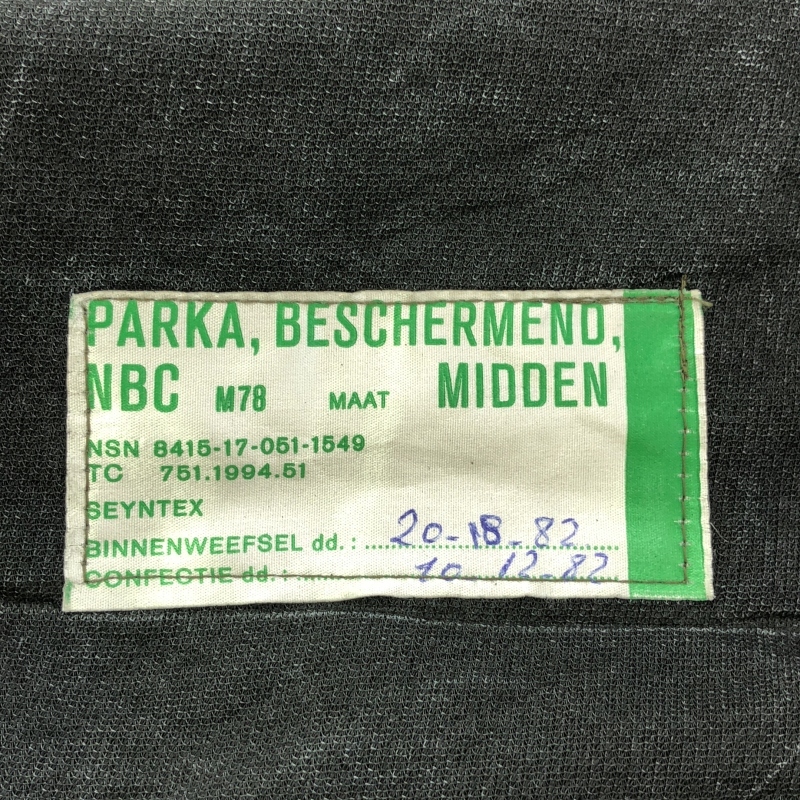 PARKA, BESCHERMEND,
NBC M78 MAAT MIDDEN
NSN 8415-17-051-1549
TC 751.1994.51
SEYNTEX
BINNENWEEFSEL dd.: 20- -82
CONFECTIE dd.: 10-12-82